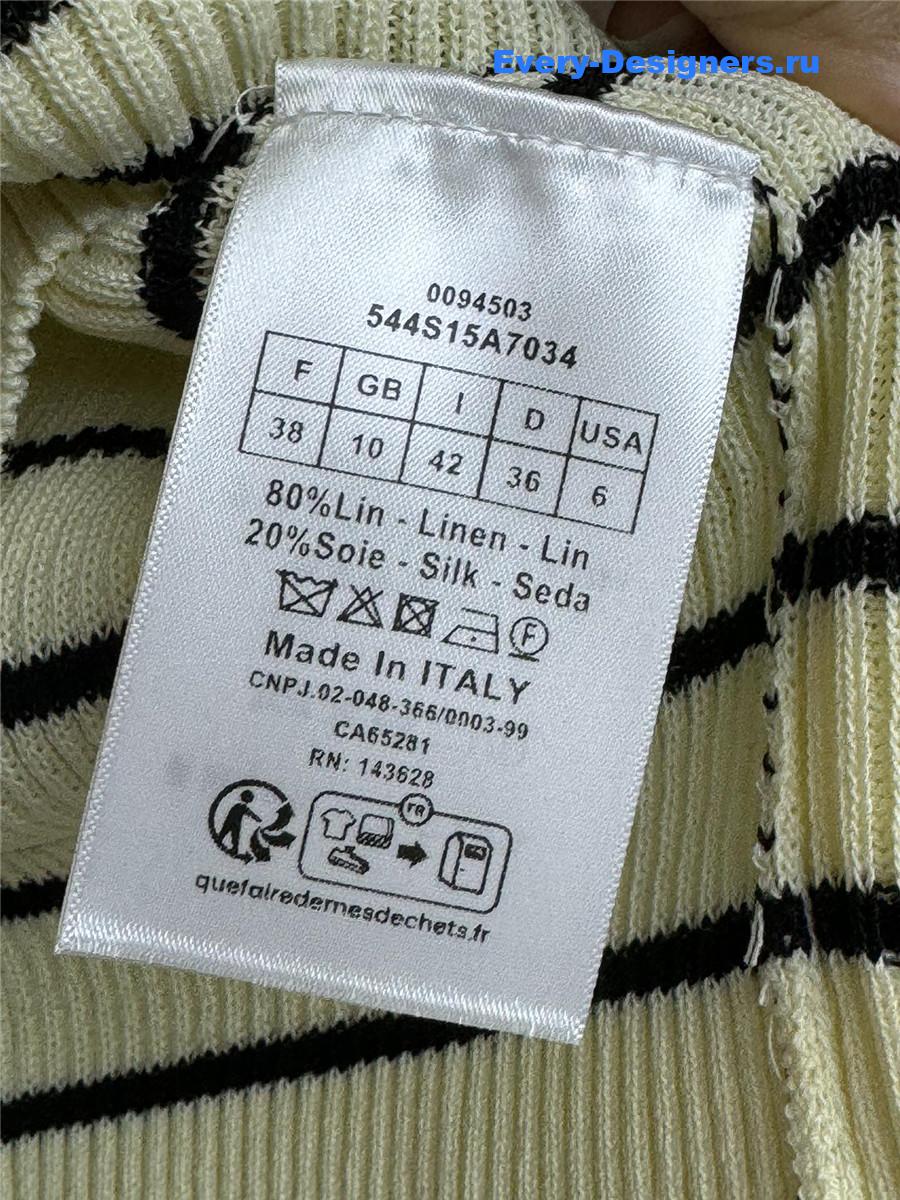 Every-Designers.ru
0094503
544S15A7034
F GB I D USA
38 10 42 36 6
80%Lin - Linen - Lin
20%Soie - Silk - Seda
F
Made In ITALY
CNPJ.02-048-366/0003-99
CA65281
RN: 143628
FR
quefairedemesdechets.fr